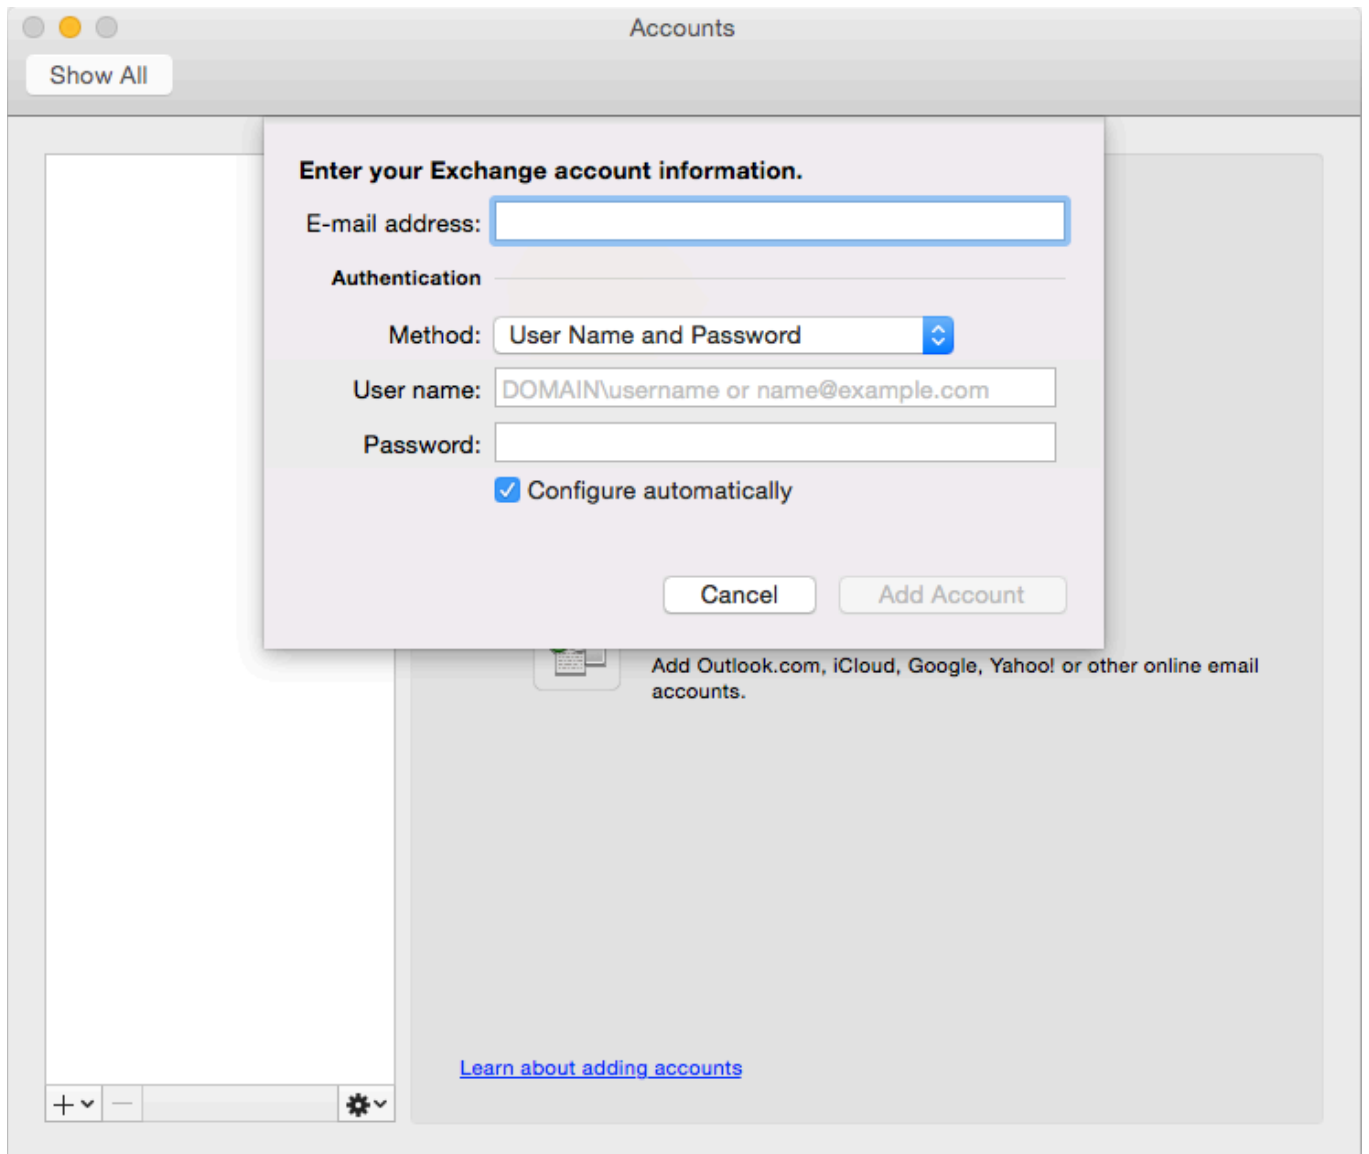 Accounts
Show All
Enter your Exchange account information.
E-mail address:
Authentication
Method: User Name and Password
User name: DOMAIN\username or name@example.com
Password:
Configure automatically
Cancel Add Account
Add Outlook.com, iCloud, Google, Yahoo! or other online email
accounts.
Learn about adding accounts